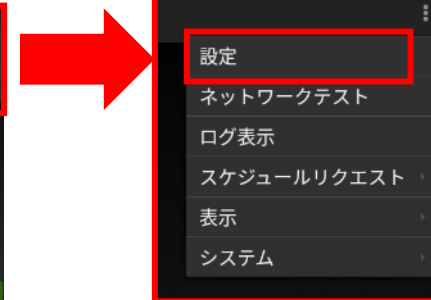 設定
ネットワークテスト
ログ表示
スケジュールリクエスト
表示
システム